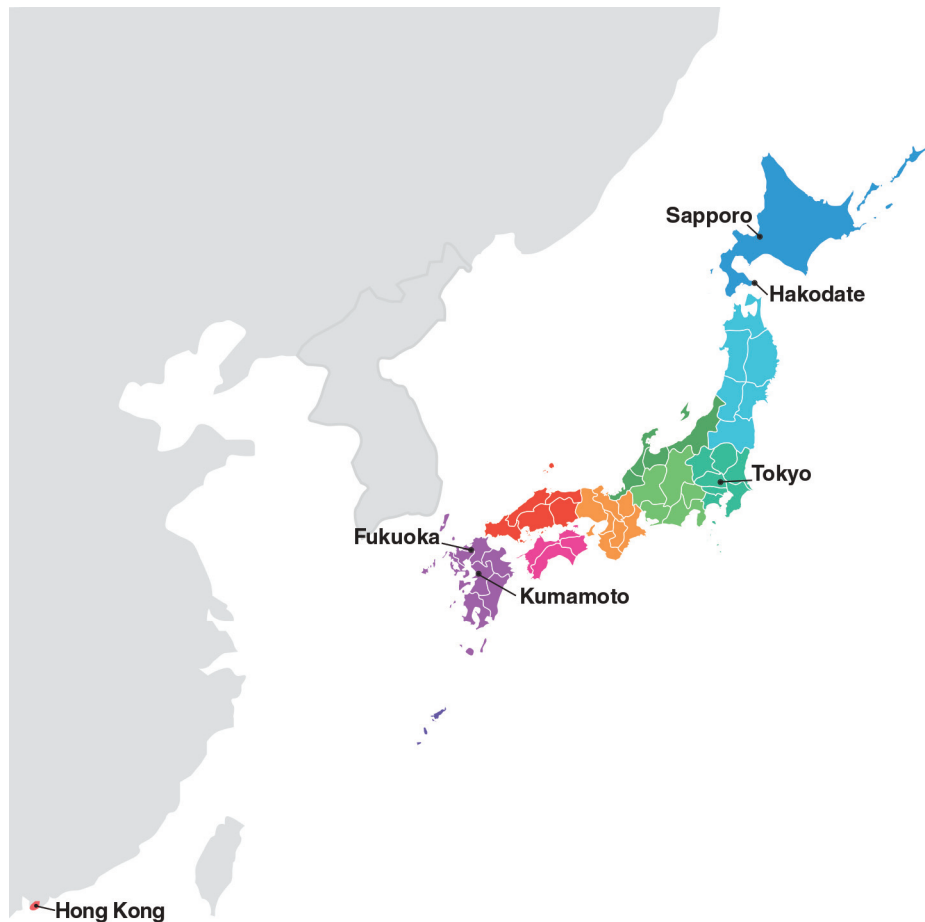 Sapporo
Hakodate
Tokyo
Fukuoka
Kumamoto
Hong Kong